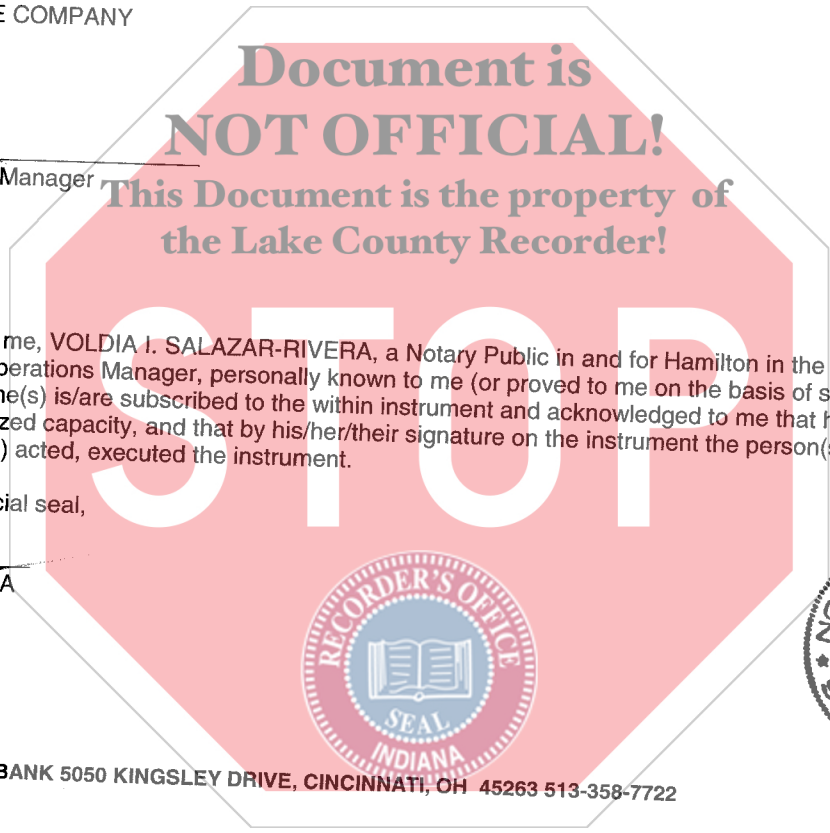 E COMPANY
Document is
NOT OFFICIAL!
Manager
This Document is the property of
the Lake County Recorder!
STOP
me, VOLDIA I. SALAZAR-RIVERA, a Notary Public in and for Hamilton in the
perations Manager, personally known to me (or proved to me on the basis of s
ne(s) is/are subscribed to the within instrument and acknowledged to me that h
zed capacity, and that by his/her/their signature on the instrument the person(s
) acted, executed the instrument.
cial seal,
A
RECORDER'S OFFICE
SEAL
INDIANA
BANK 5050 KINGSLEY DRIVE, CINCINNATI, OH 45263 513-358-7722